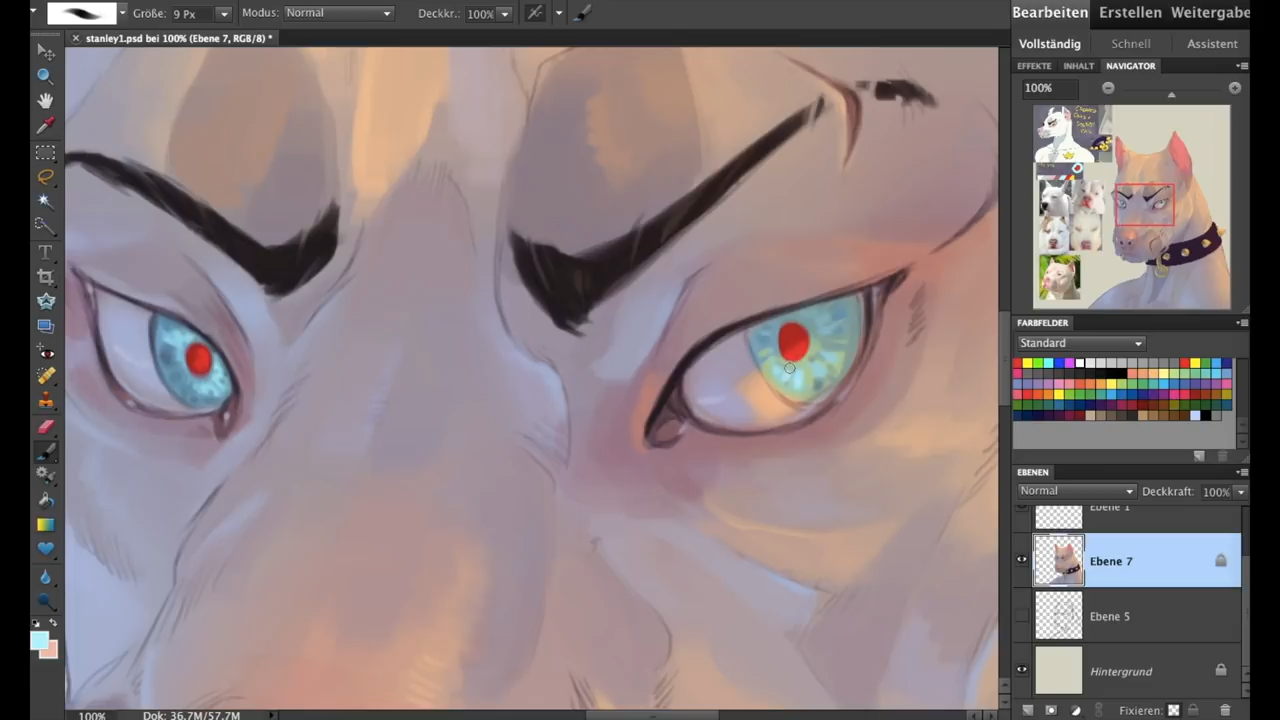 Größe: 9 Px Modus: Normal Deckkr.: 100%
Bearbeiten Erstellen Weitergabe
stanley1.psd bei 100% (Ebene 7, RGB/8) *
Vollständig Schnell Assistent
EFFEKTE INHALT NAVIGATOR
100%
FARBFELDER
Standard
EBENEN
Normal Deckkraft: 100%
Ebene 1
Ebene 7
Ebene 5
Hintergrund
Fixieren:
100% Dok: 36,7M/57,7M